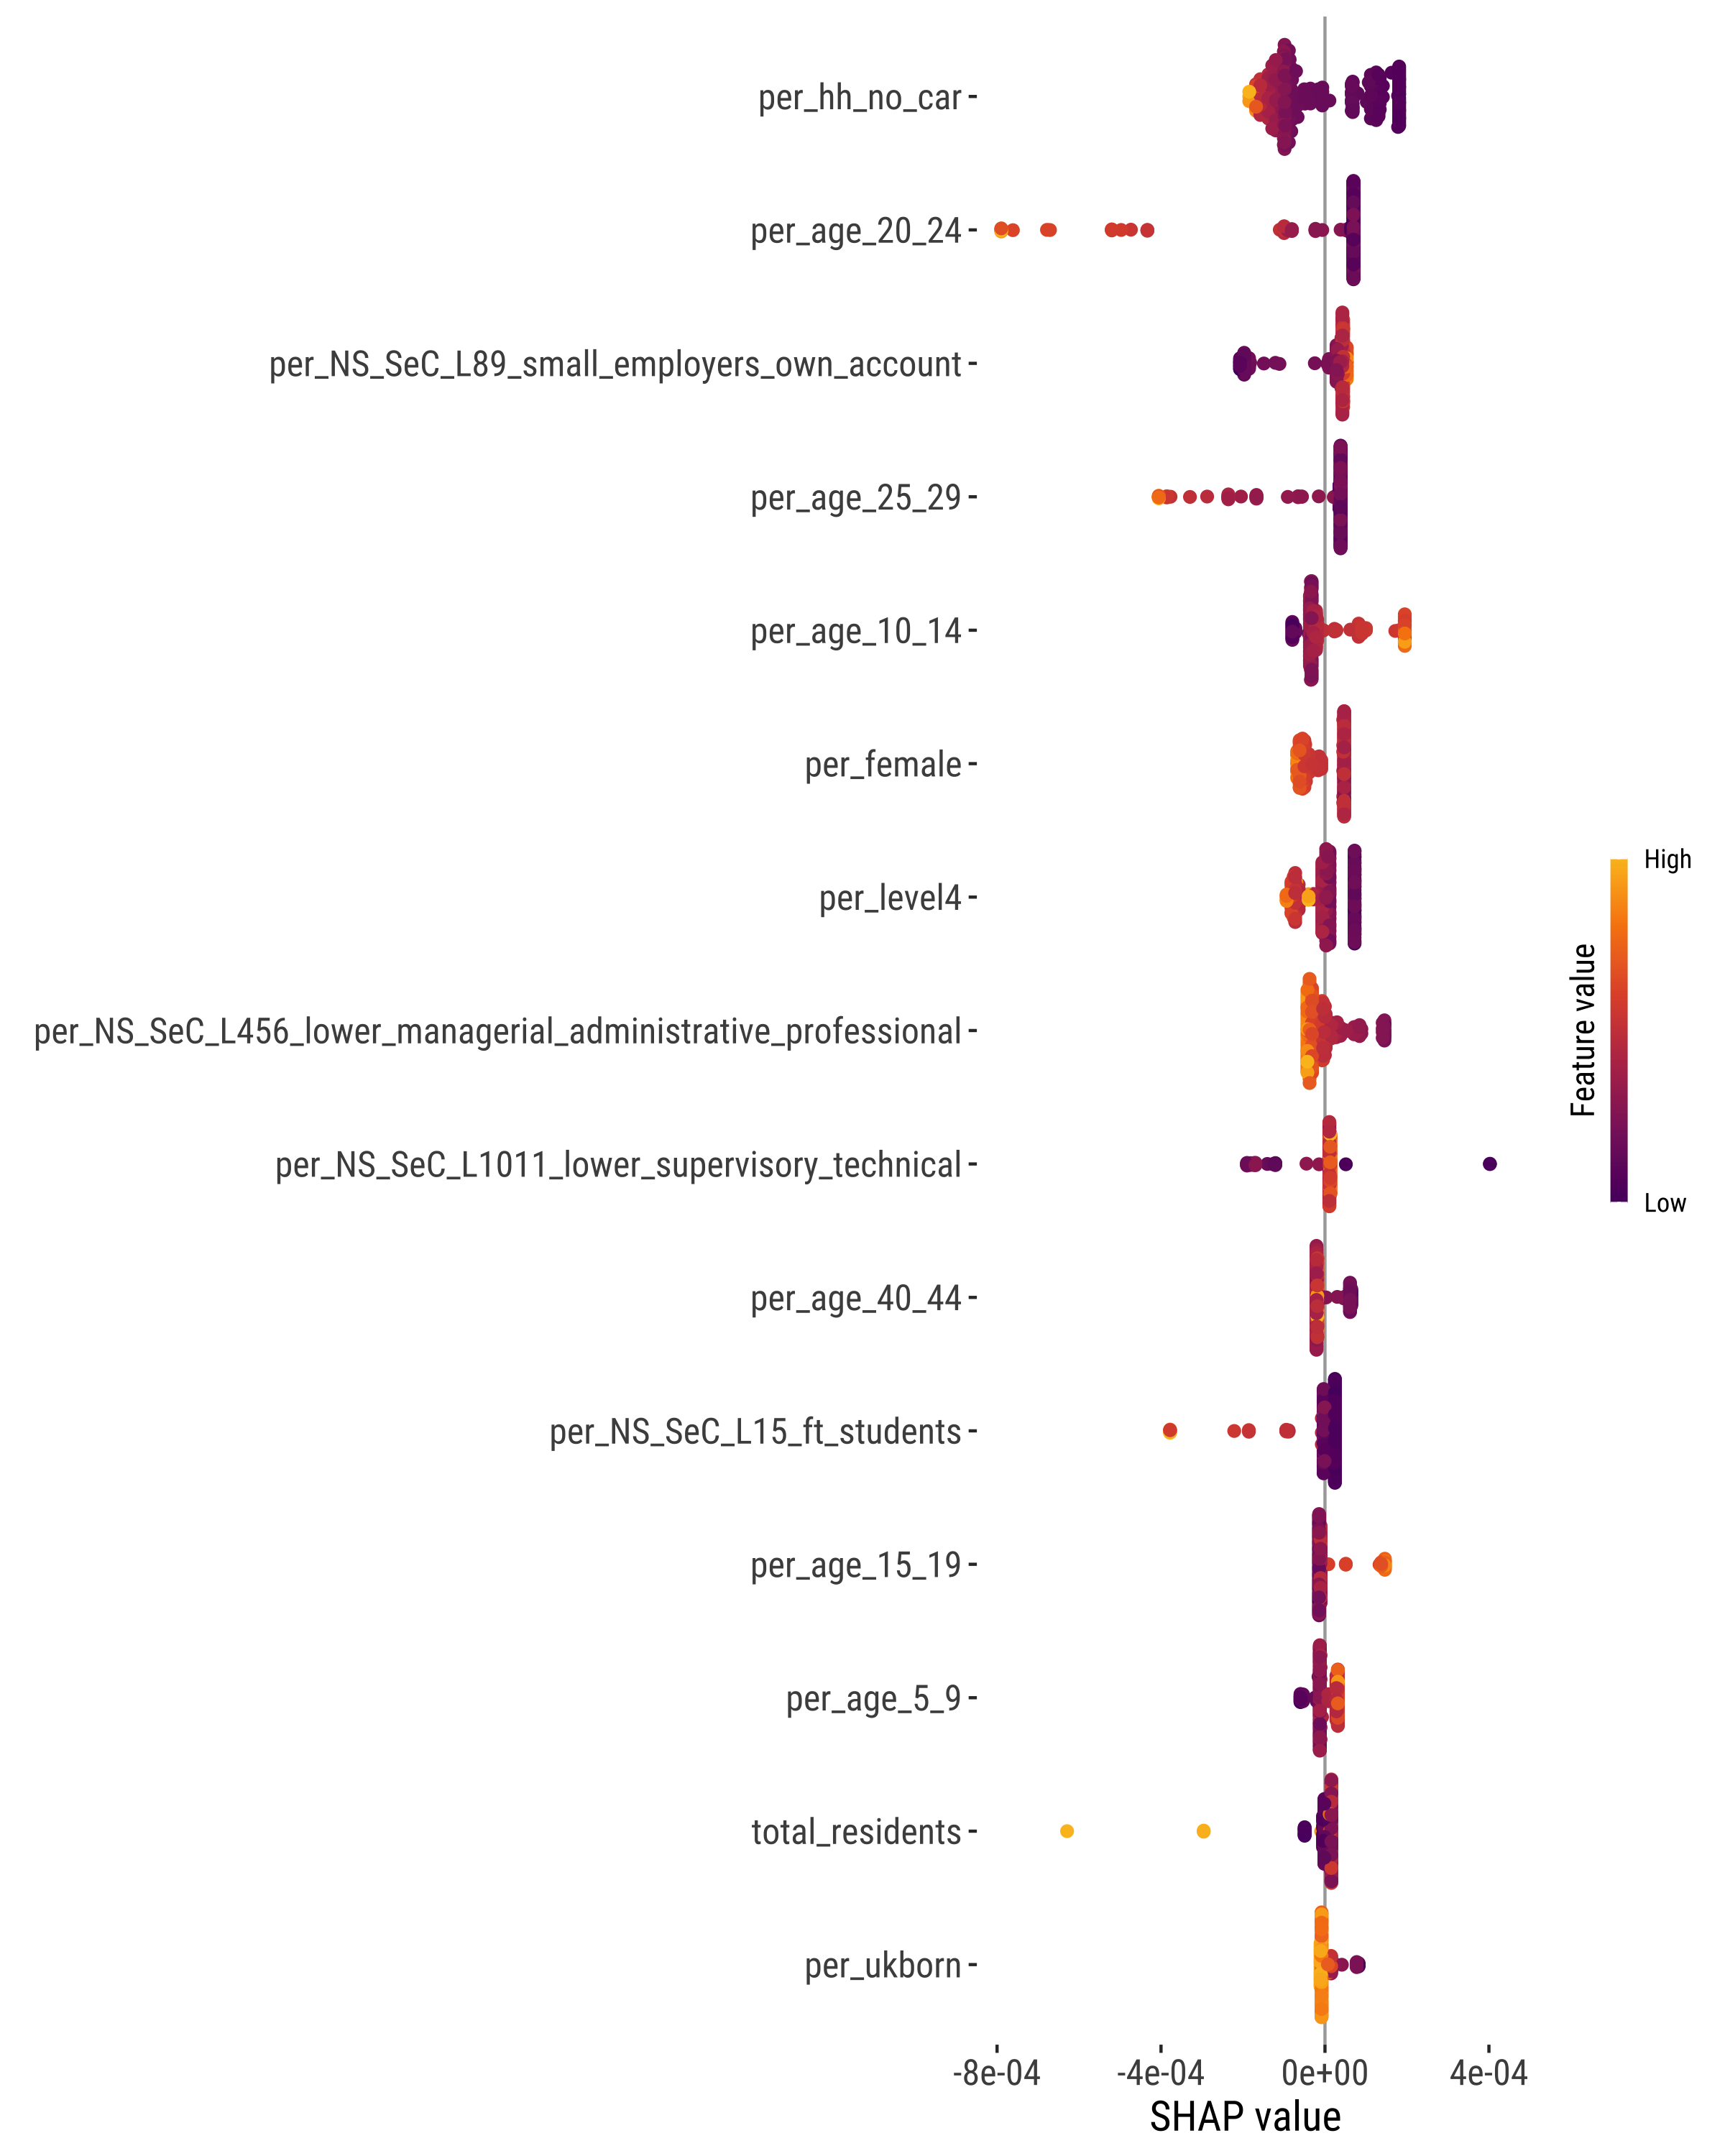 per_hh_no_car
per_age_20_24
per_NS_SeC_L89_small_employers_own_account
per_age_25_29
per_age_10_14
per_female
per_level4
per_NS_SeC_L456_lower_managerial_administrative_professional
per_NS_SeC_L1011_lower_supervisory_technical
per_age_40_44
per_NS_SeC_L15_ft_students
per_age_15_19
per_age_5_9
total_residents
per_ukborn
-8e-04 -4e-04 0e+00 4e-04
SHAP value
High
Feature value
Low